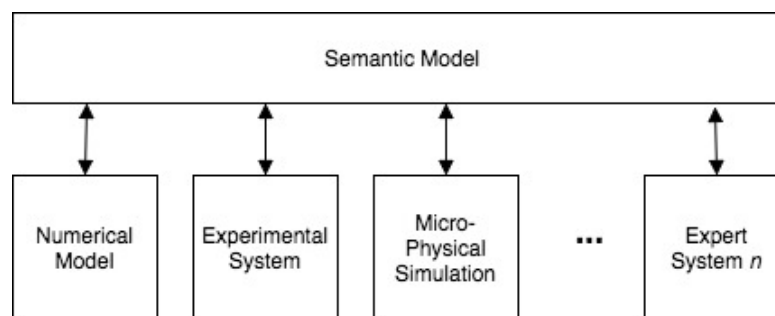 Semantic Model
Numerical
Model
Experimental
System
Micro-
Physical
Simulation
...
Expert
System n